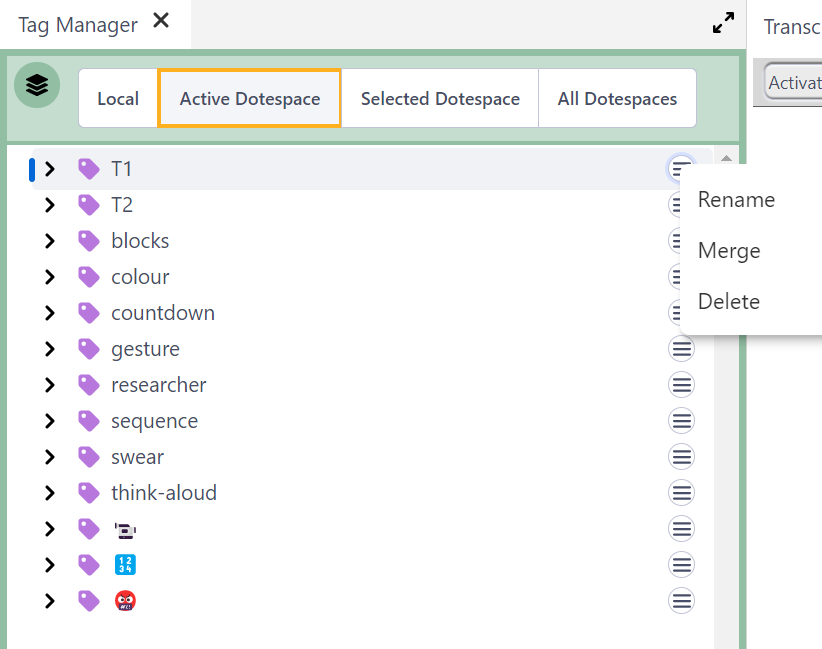 Tag Manager
Transc
Local Active Dotespace Selected Dotespace All Dotespaces
Activat
T1
T2
blocks
colour
countdown
gesture
researcher
sequence
swear
think-aloud
Rename
Merge
Delete